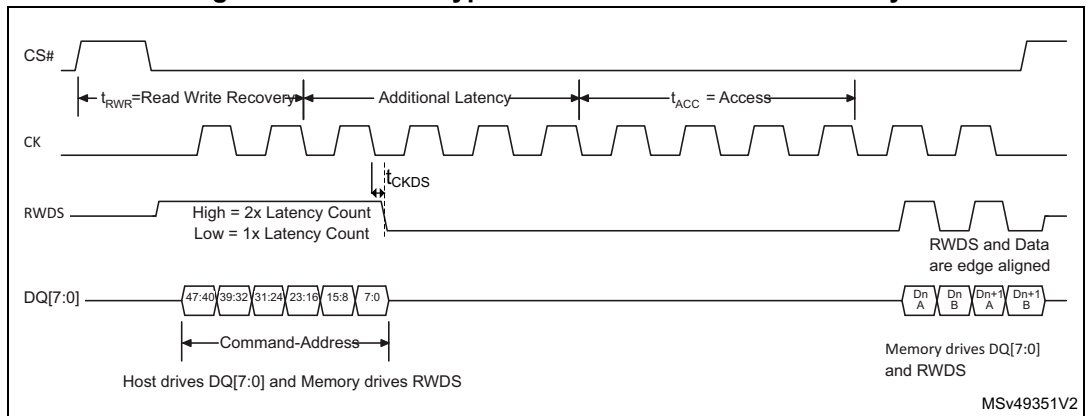 CS#
tRWR=Read Write Recovery
Additional Latency
tACC = Access
CK
tCKDS
RWDS
High = 2x Latency Count
Low = 1x Latency Count
RWDS and Data
are edge aligned
DQ[7:0]
47:40 39:32 31:24 23:16 15:8 7:0
Dn A
Dn B
Dn+1 A
Dn+1 B
Command-Address
Memory drives DQ[7:0]
and RWDS
Host drives DQ[7:0] and Memory drives RWDS
MSv49351V2